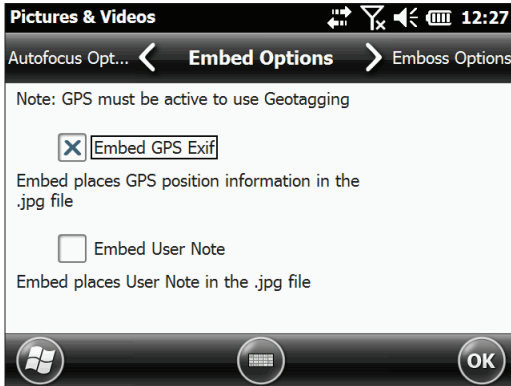 Pictures & Videos 12:27
Autofocus Opt... Embed Options Emboss Options
Note: GPS must be active to use Geotagging
Embed GPS Exif
Embed places GPS position information in the
.jpg file
Embed User Note
Embed places User Note in the .jpg file
OK